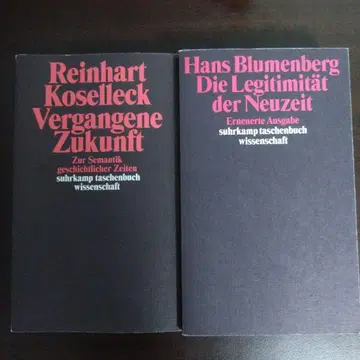 Reinhart
Koselleck
Vergangene
Zukunft
Zur Semantik
geschichtlicher Zeiten
suhrkamp taschenbuch
wissenschaft
Hans Blumenberg
Die Legitimität
der Neuzeit
Erneuerte Ausgabe
suhrkamp taschenbuch
wissenschaft